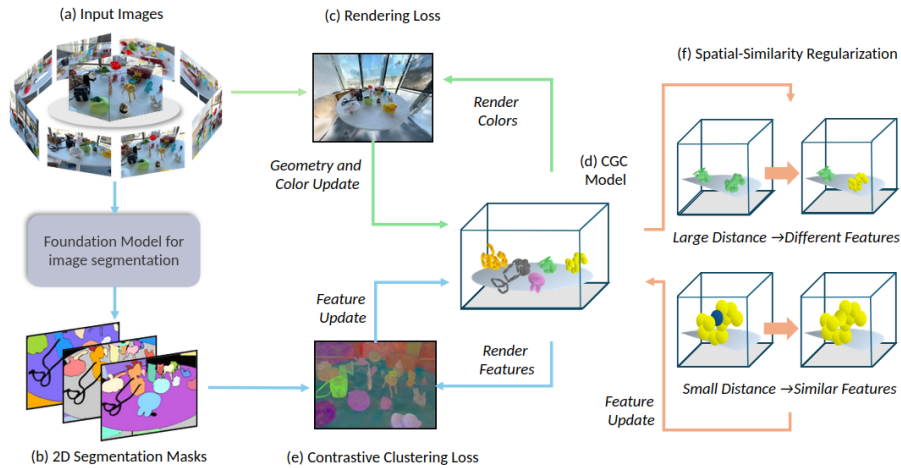 (a) Input Images
(c) Rendering Loss
(f) Spatial-Similarity Regularization
Render
Colors
Geometry and
Color Update
(d) CGC
Model
Foundation Model for
image segmentation
Large Distance →Different Features
Feature
Update
Render
Features
Small Distance →Similar Features
Feature
Update
(b) 2D Segmentation Masks
(e) Contrastive Clustering Loss